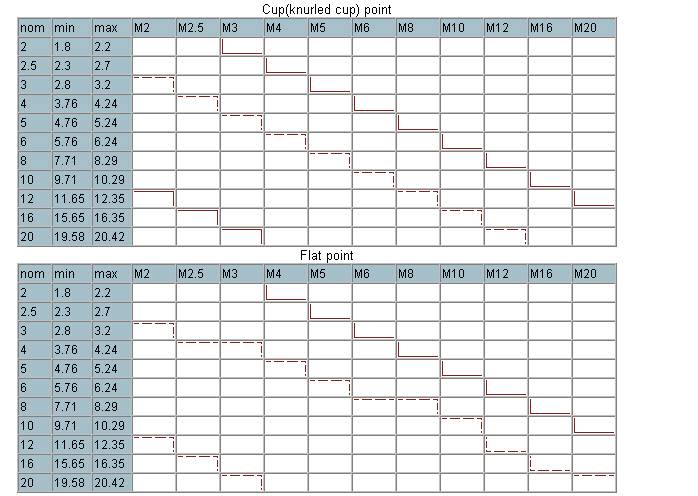 Cup(knurled cup) point
nom min max M2 M2.5 M3 M4 M5 M6 M8 M10 M12 M16 M20
2 1.8 2.2
2.5 2.3 2.7
3 2.8 3.2
4 3.76 4.24
5 4.76 5.24
6 5.76 6.24
8 7.71 8.29
10 9.71 10.29
12 11.65 12.35
16 15.65 16.35
20 19.58 20.42
Flat point
nom min max M2 M2.5 M3 M4 M5 M6 M8 M10 M12 M16 M20
2 1.8 2.2
2.5 2.3 2.7
3 2.8 3.2
4 3.76 4.24
5 4.76 5.24
6 5.76 6.24
8 7.71 8.29
10 9.71 10.29
12 11.65 12.35
16 15.65 16.35
20 19.58 20.42